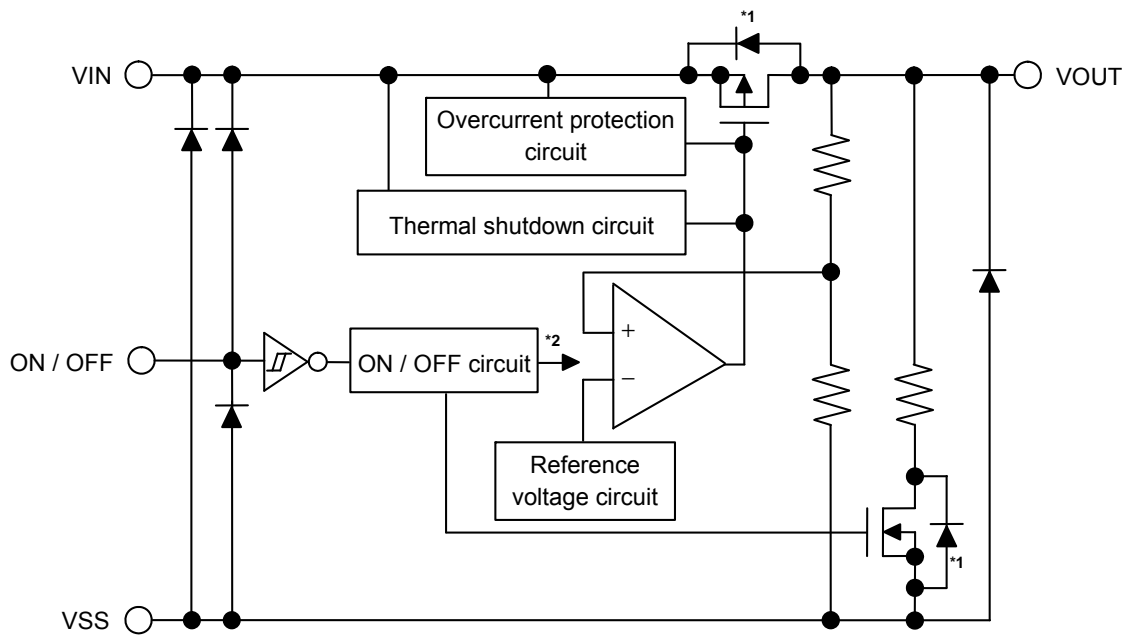 *1
VIN
VOUT
Overcurrent protection
circuit
Thermal shutdown circuit
+
ON / OFF
ON / OFF circuit
*2
−
Reference
voltage circuit
*1
VSS